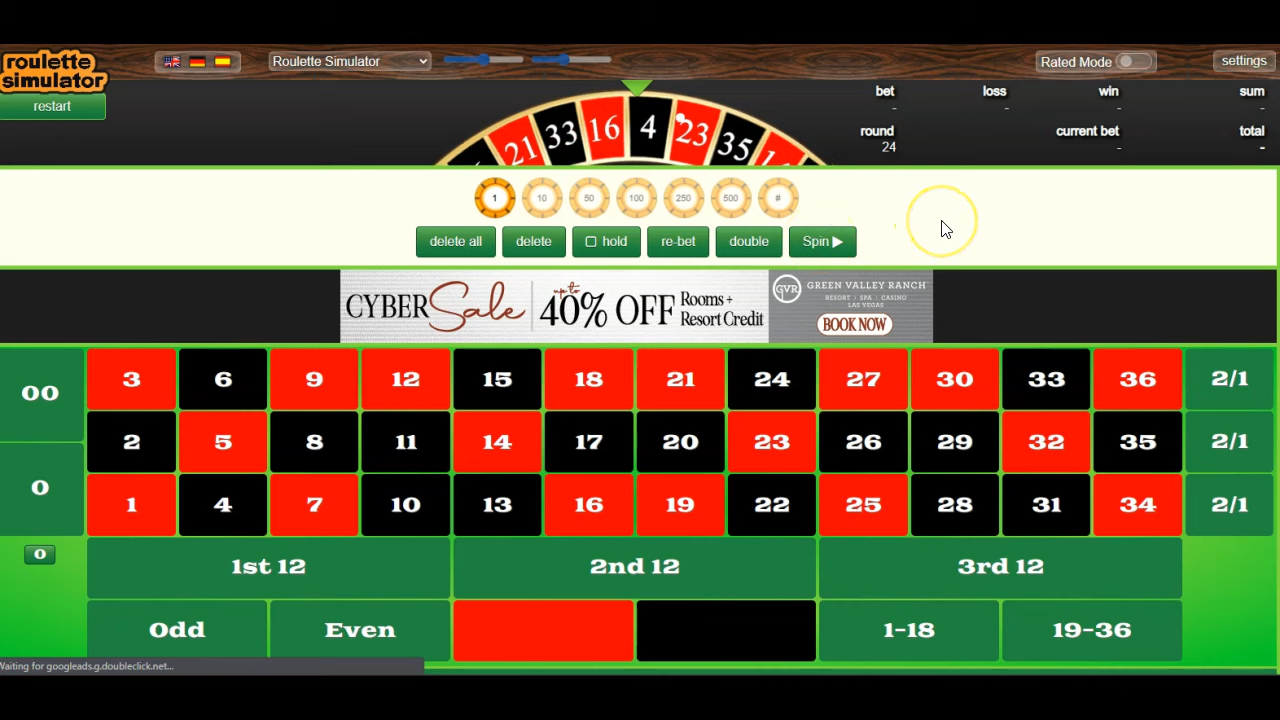 roulette
simulator
Roulette Simulator
Rated Mode
settings
restart
bet
loss
win
sum
-
-
-
-
round
current bet
total
24
-
-
21
33
16
4
23
35
1
10
50
100
250
500
#
delete all
delete
hold
re-bet
double
Spin ▶
CYBER Sale
up to
40% OFF
Rooms +
Resort Credit
GVR
GREEN VALLEY RANCH
RESORT | SPA | CASINO
LAS VEGAS
BOOK NOW
00
3 6 9 12 15 18 21 24 27 30 33 36 2/1
2 5 8 11 14 17 20 23 26 29 32 35 2/1
0
1 4 7 10 13 16 19 22 25 28 31 34 2/1
0
1st 12
2nd 12
3rd 12
Odd
Even
1-18
19-36
Waiting for googleads.g.doubleclick.net...